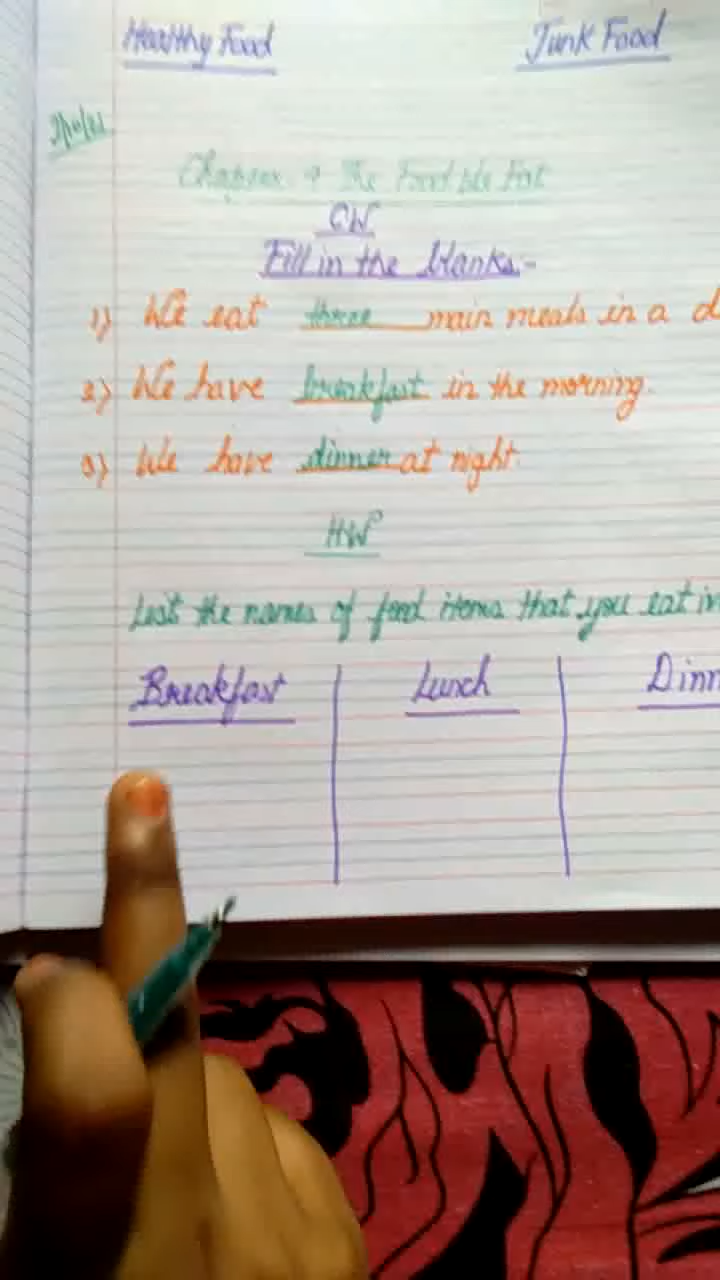 Healthy Food Junk Food
Chapter 9 The Food We Eat
CW
Fill in the blanks:-
1) We eat three main meals in a d
2) We have breakfast in the morning.
3) We have dinner at night.
HW
List the names of food items that you eat in
Breakfast Lunch Dinn